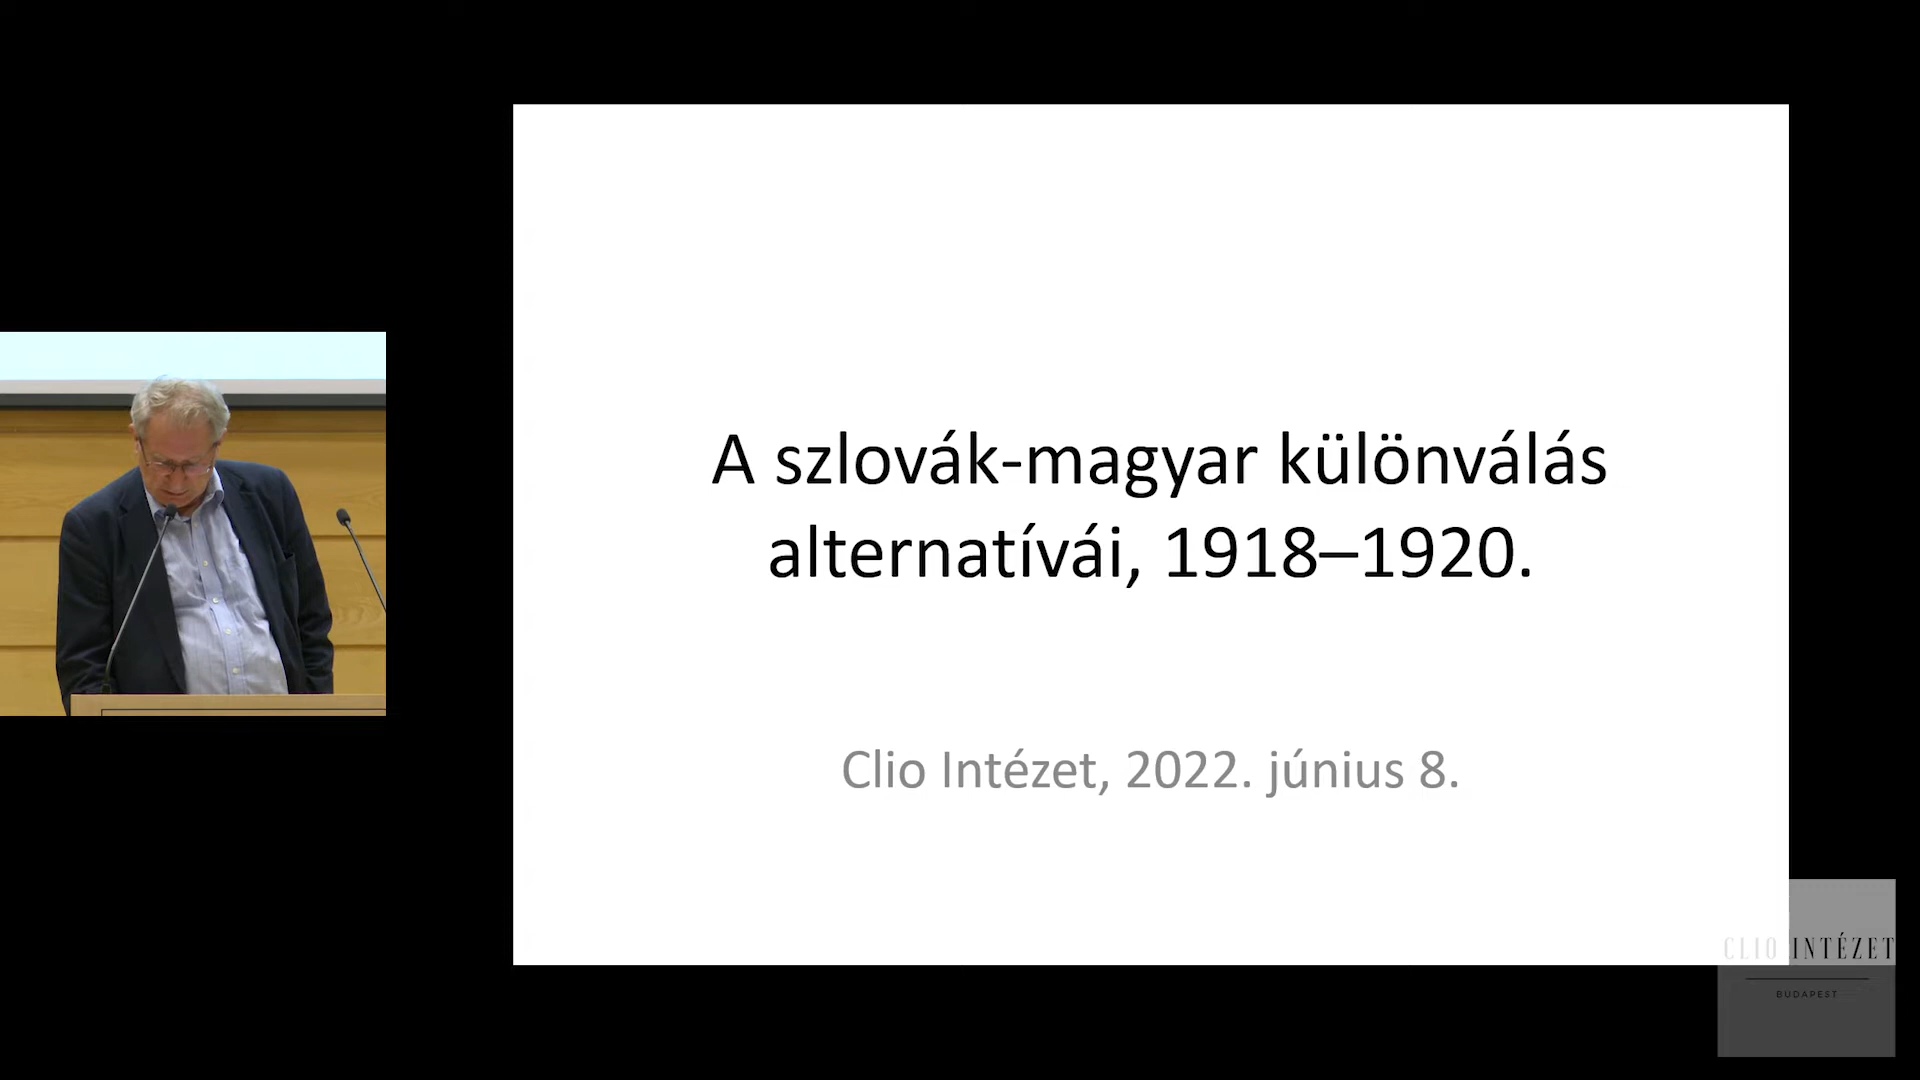 A szlovák-magyar különválás
alternatívái, 1918–1920.
Clio Intézet, 2022. június 8.
CLIO INTÉZET
BUDAPEST